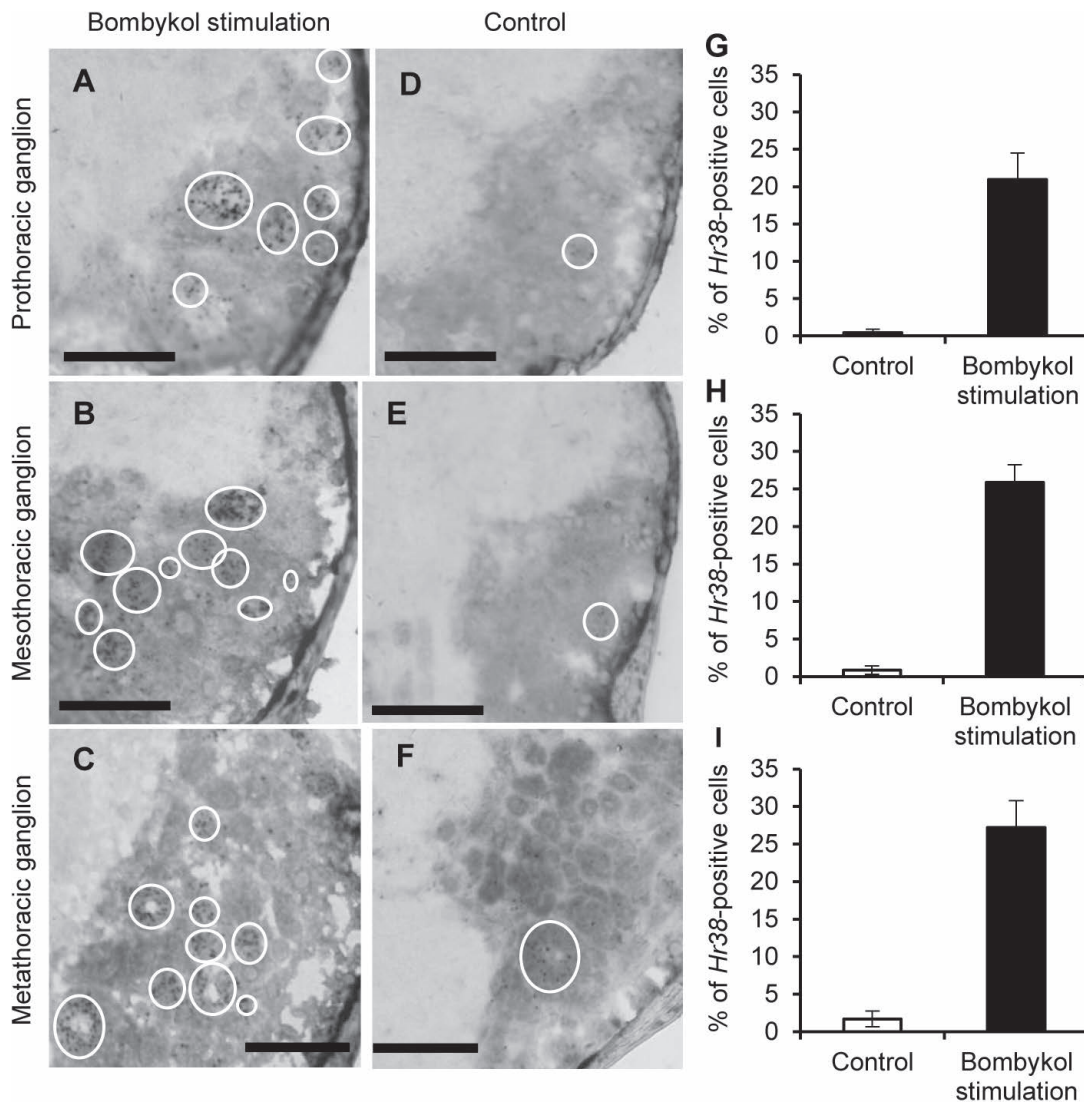 Bombykol stimulation
Control
Prothoracic ganglion
A
D
G
% of Hr38-positive cells
35
30
25
20
15
10
5
0
Control
Bombykol
stimulation
Mesothoracic ganglion
B
E
H
% of Hr38-positive cells
35
30
25
20
15
10
5
0
Control
Bombykol
stimulation
Metathoracic ganglion
C
F
I
% of Hr38-positive cells
35
30
25
20
15
10
5
0
Control
Bombykol
stimulation